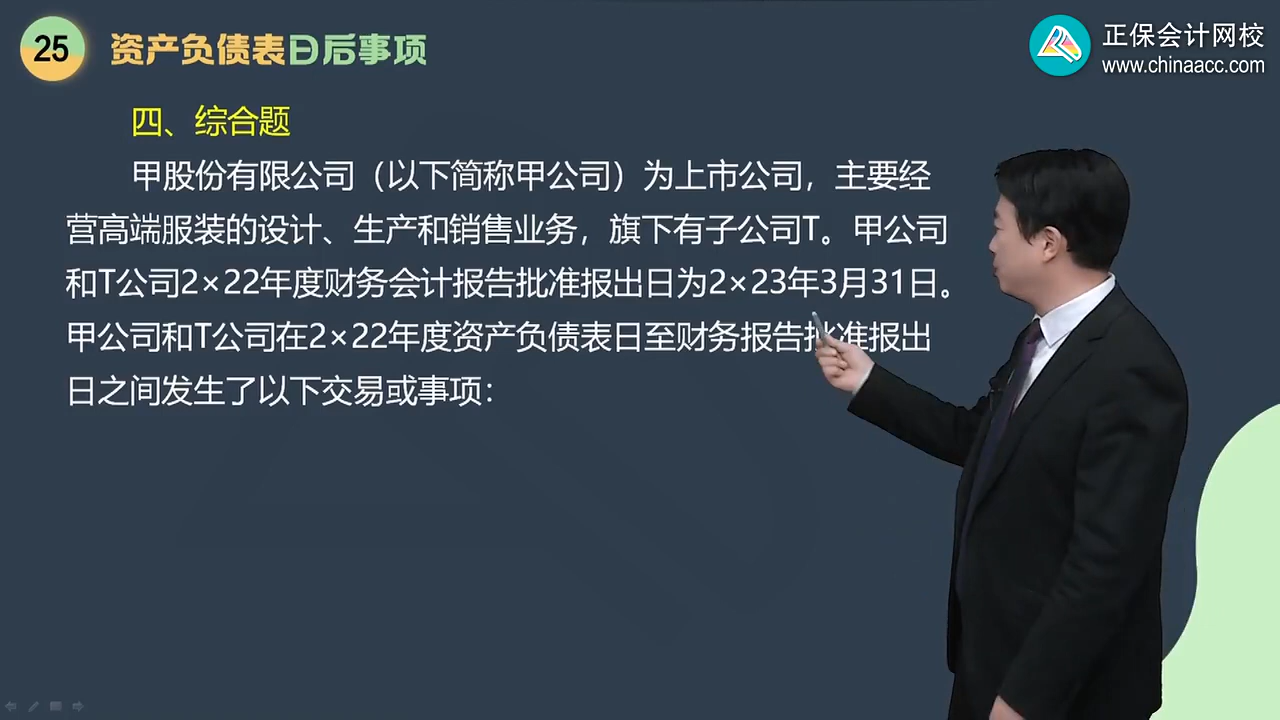 25 资产负债表日后事项
正保会计网校
www.chinaacc.com
四、综合题
甲股份有限公司（以下简称甲公司）为上市公司，主要经
营高端服装的设计、生产和销售业务，旗下有子公司T。甲公司
和T公司2×22年度财务会计报告批准报出日为2×23年3月31日。
甲公司和T公司在2×22年度资产负债表日至财务报告批准报出
日之间发生了以下交易或事项：